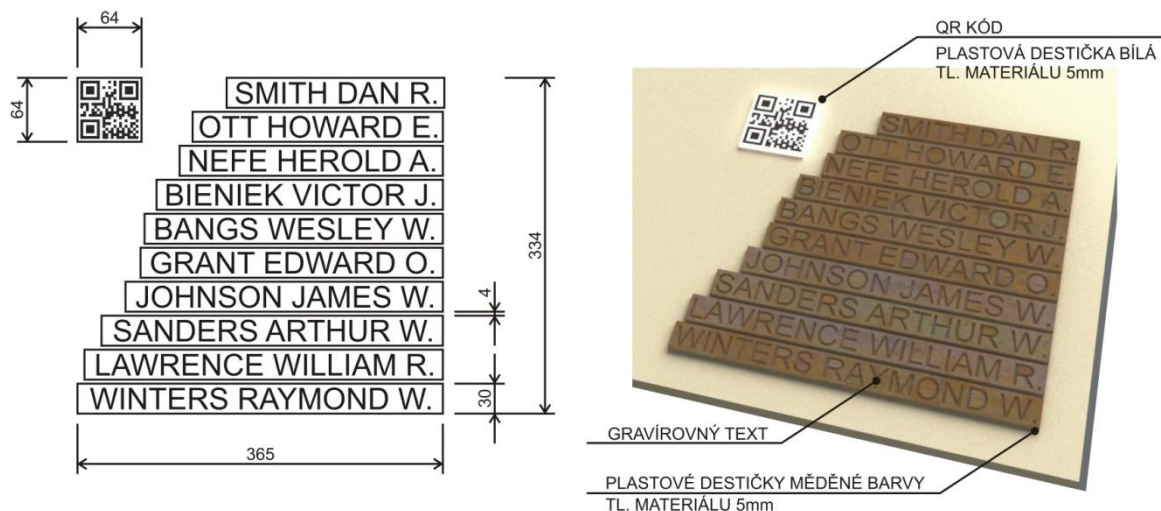 64
64
SMITH DAN R.
OTT HOWARD E.
NEFE HEROLD A.
BIENIEK VICTOR J.
BANGS WESLEY W.
GRANT EDWARD O.
JOHNSON JAMES W.
SANDERS ARTHUR W.
LAWRENCE WILLIAM R.
WINTERS RAYMOND W.
4
30
334
365
QR KÓD
PLASTOVÁ DESTIČKA BÍLÁ
TL. MATERIÁLU 5mm
SMITH DAN R.
OTT HOWARD E.
NEFE HEROLD A.
BIENIEK VICTOR J.
BANGS WESLEY W.
GRANT EDWARD O.
JOHNSON JAMES W.
SANDERS ARTHUR W.
LAWRENCE WILLIAM R.
WINTERS RAYMOND W.
GRAVÍROVNÝ TEXT
PLASTOVÉ DESTIČKY MĚDĚNÉ BARVY
TL. MATERIÁLU 5mm